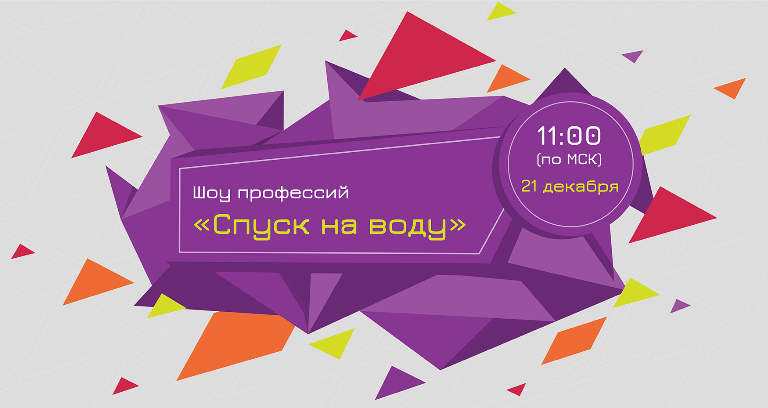 Шоу профессий
«Спуск на воду»
11:00
(по МСК)
21 декабря